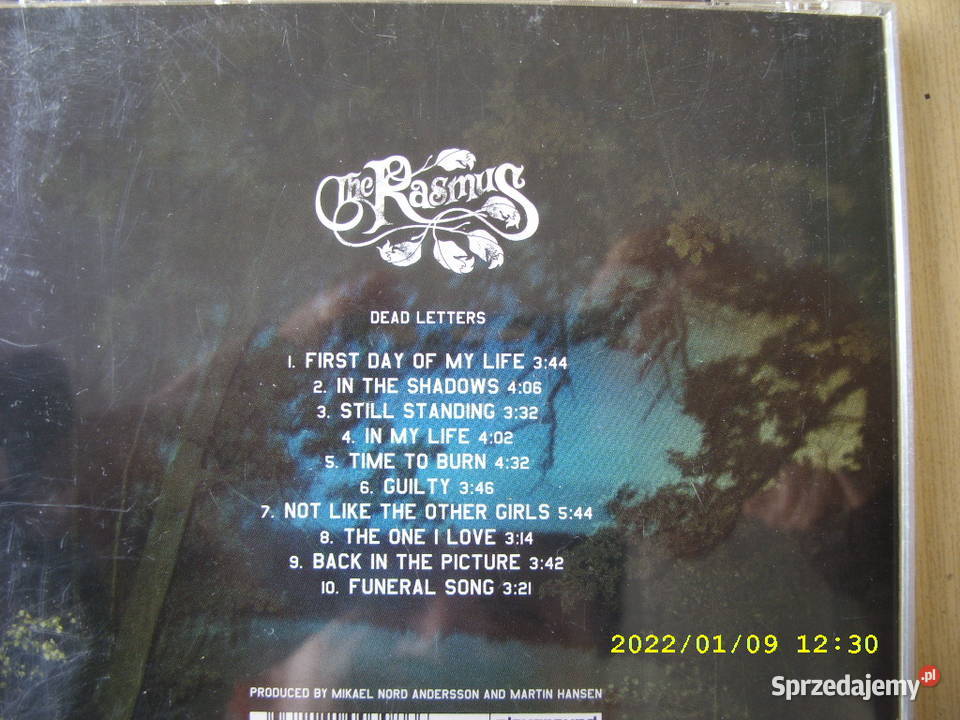 The Rasmus
DEAD LETTERS
1. FIRST DAY OF MY LIFE 3:44
2. IN THE SHADOWS 4:06
3. STILL STANDING 3:32
4. IN MY LIFE 4:02
5. TIME TO BURN 4:32
6. GUILTY 3:46
7. NOT LIKE THE OTHER GIRLS 5:44
8. THE ONE I LOVE 3:14
9. BACK IN THE PICTURE 3:42
10. FUNERAL SONG 3:21
2022/01/09 12:30
Sprzedajemy.pl
PRODUCED BY MIKAEL NORD ANDERSSON AND MARTIN HANSEN